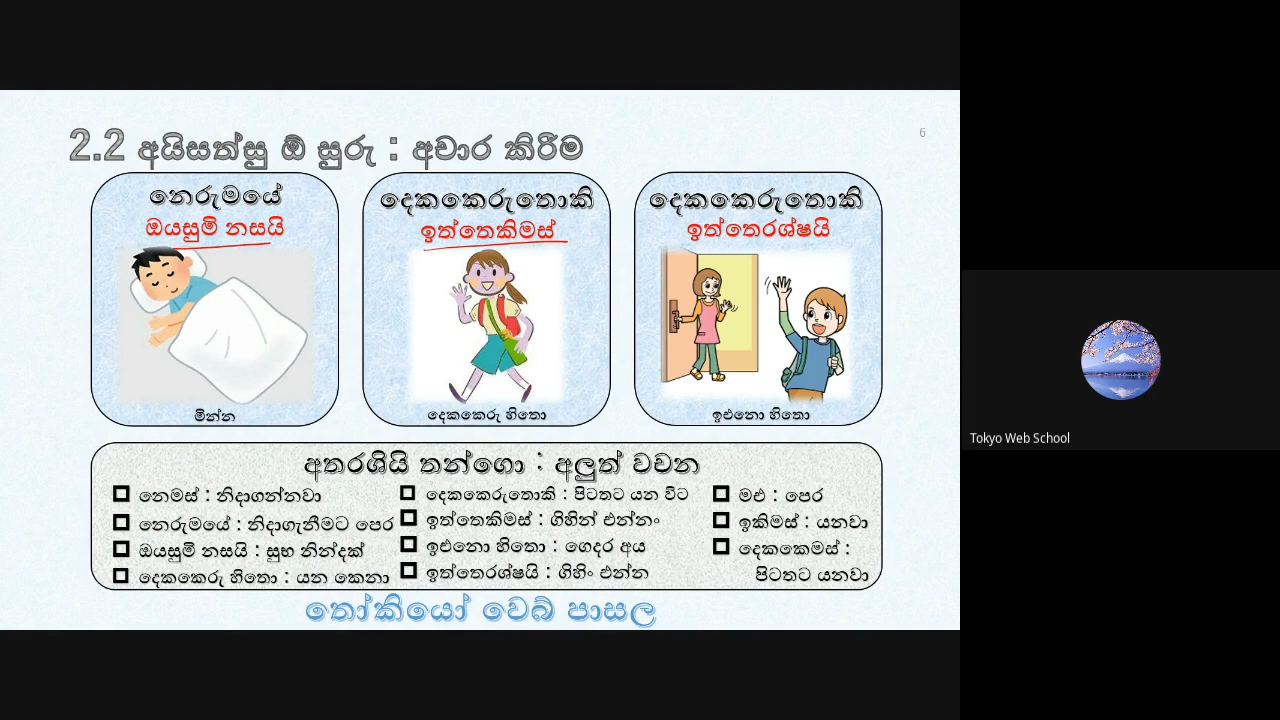 2.2 අයිසත්සු ඕ සුරු : අචාර කිරීම
6
නෙරුමයේ
ඔයසුමි නසයි
මින්න
දෙකකෙරුතොකි
ඉත්තෙකිමස්
දෙකකෙරු හිතො
දෙකකෙරුතොකි
ඉත්තෙරශ්ෂයි
ඉඑනො හිතො
අතරශියි තන්ගො : අලුත් වචන
නෙමස් : නිදාගන්නවා
නෙරුමයේ : නිදාගැනීමට පෙර
ඔයසුමි නසයි : සුභ නින්දක්
දෙකකෙරු හිතො : යන කෙනා
දෙකකෙරුතොකි : පිටතට යන විට
ඉත්තෙකිමස් : ගිහින් එන්නං
ඉඑනො හිතො : ගෙදර අය
ඉත්තෙරශ්ෂයි : ගිහිං එන්න
මඑ : පෙර
ඉකිමස් : යනවා
දෙකකෙමස් :
පිටතට යනවා
තෝකියෝ වෙබ් පාසල
Tokyo Web School